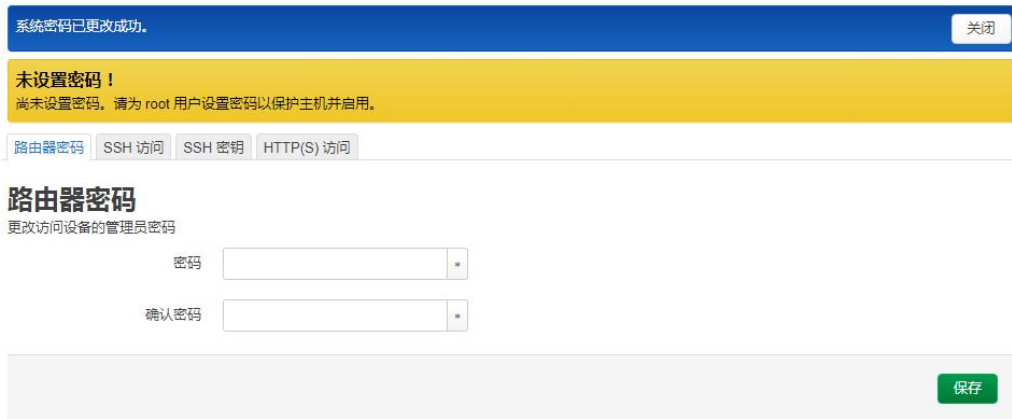 系统密码已更改成功。
关闭
未设置密码！
尚未设置密码。请为 root 用户设置密码以保护主机并启用。
路由器密码 SSH 访问 SSH 密钥 HTTP(S) 访问
路由器密码
更改访问设备的管理员密码
密码 *
确认密码 *
保存